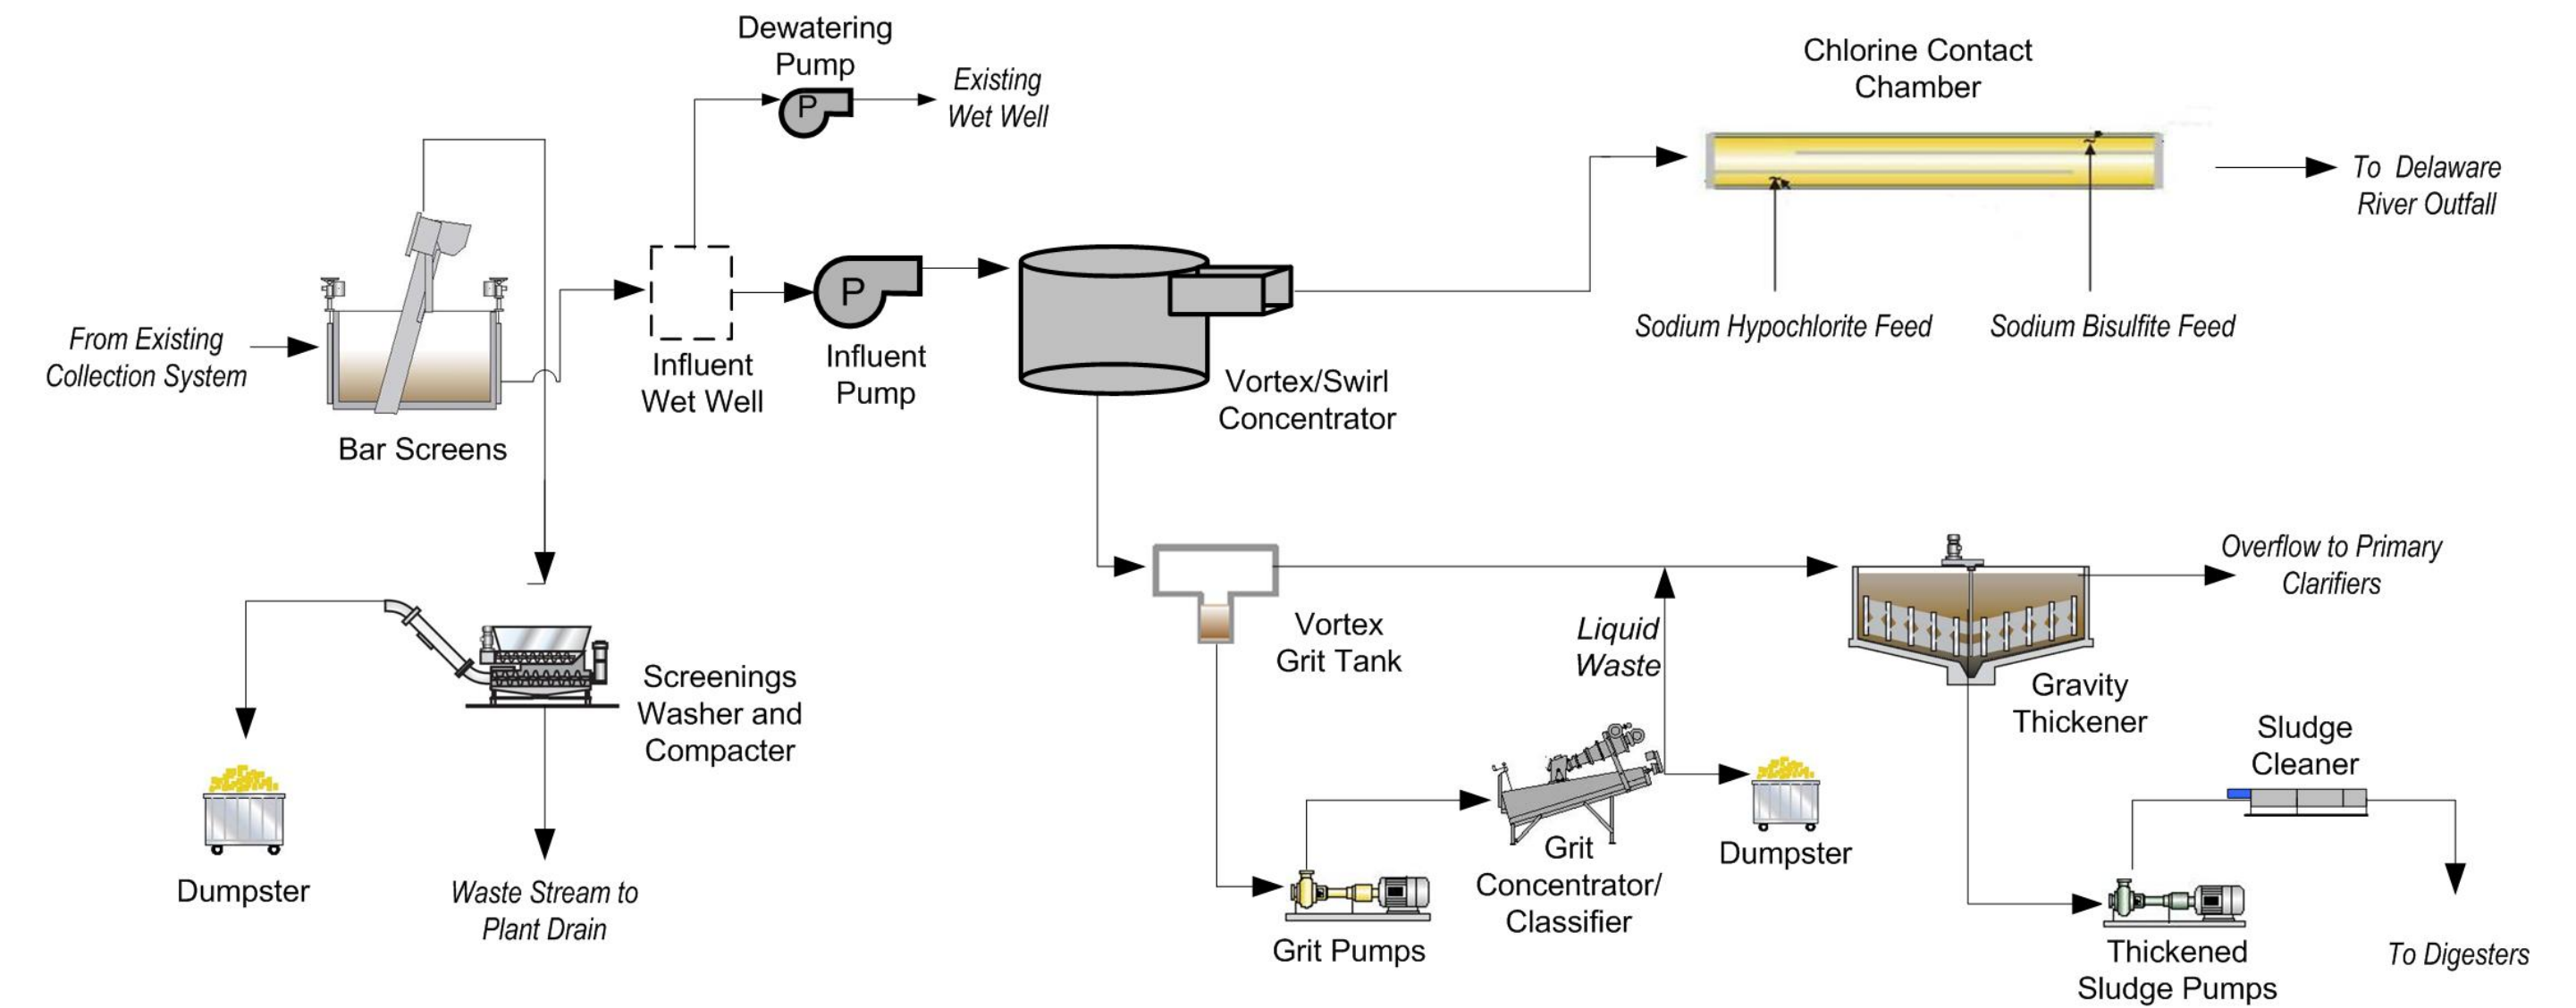 Dewatering
Pump
P
Existing
Wet Well
Chlorine Contact
Chamber
To Delaware
River Outfall
From Existing
Collection System
Bar Screens
Influent
Wet Well
P
Influent
Pump
Vortex/Swirl
Concentrator
Sodium Hypochlorite Feed
Sodium Bisulfite Feed
Screenings
Washer and
Compacter
Dumpster
Waste Stream to
Plant Drain
Vortex
Grit Tank
Liquid
Waste
Overflow to Primary
Clarifiers
Gravity
Thickener
Sludge
Cleaner
Grit Pumps
Grit
Concentrator/
Classifier
Dumpster
Thickened
Sludge Pumps
To Digesters